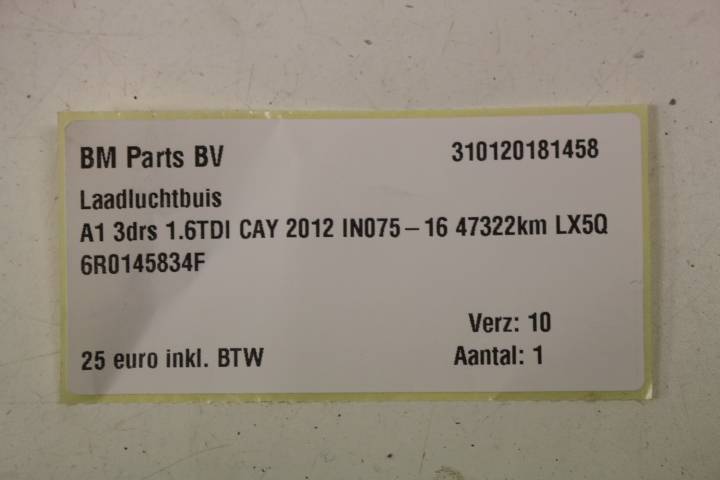 BM Parts BV 310120181458
Laadluchtbuis
A1 3drs 1.6TDI CAY 2012 IN075-16 47322km LX5Q
6R0145834F
Verz: 10
25 euro inkl. BTW Aantal: 1